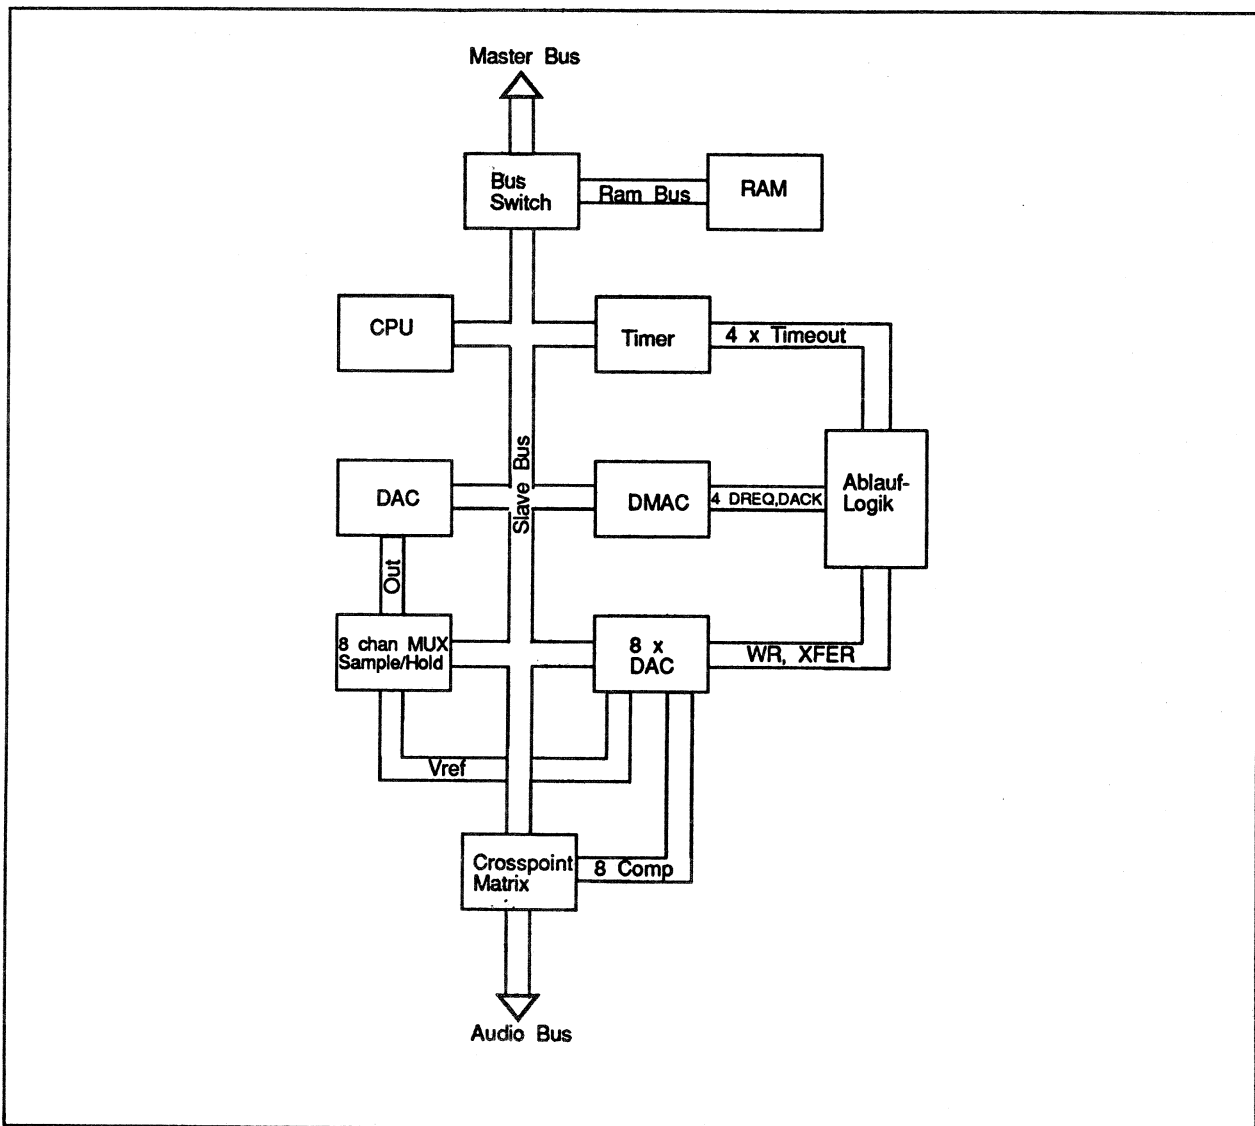 Master Bus
Bus
Switch
Ram Bus
RAM
CPU
Timer
4 x Timeout
Slave Bus
DAC
DMAC
4 DREQ,DACK
Ablauf-
Logik
Out
8 chan MUX
Sample/Hold
8 x
DAC
WR, XFER
Vref
Crosspoint
Matrix
8 Comp
Audio Bus